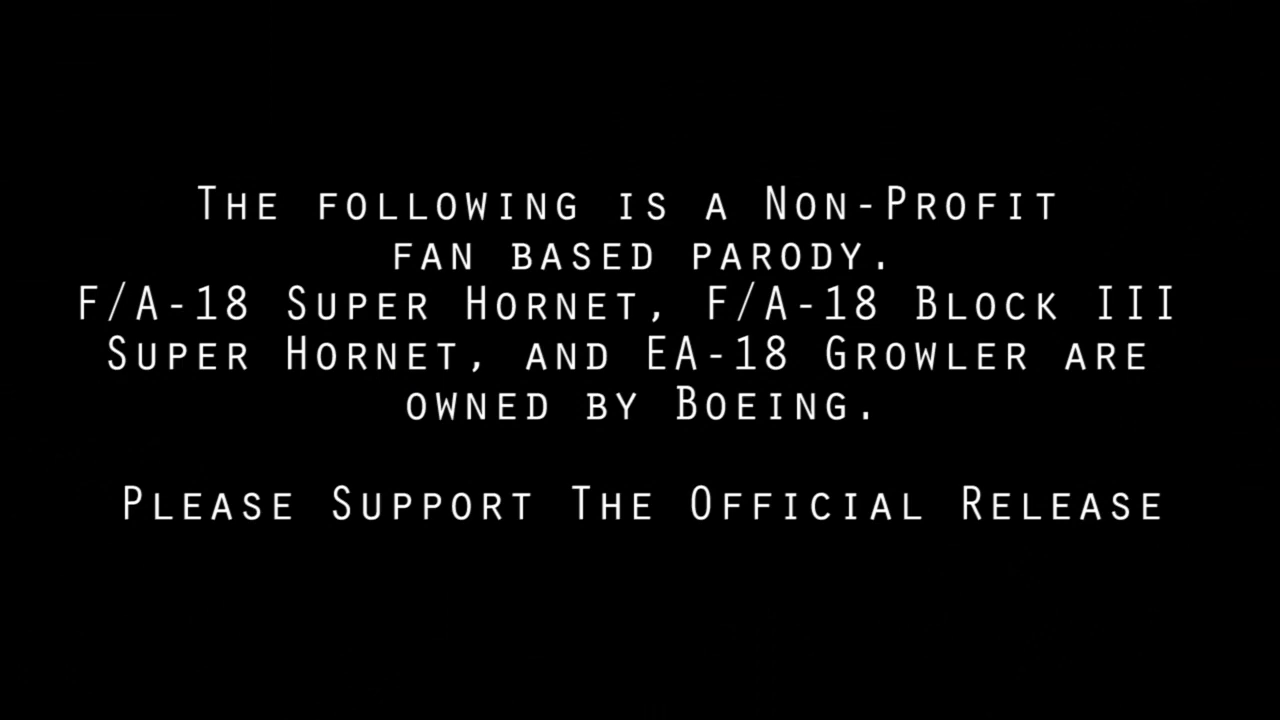 The following is a Non-Profit
fan based parody.
F/A-18 Super Hornet, F/A-18 Block III
Super Hornet, and EA-18 Growler are
owned by Boeing.
Please Support The Official Release